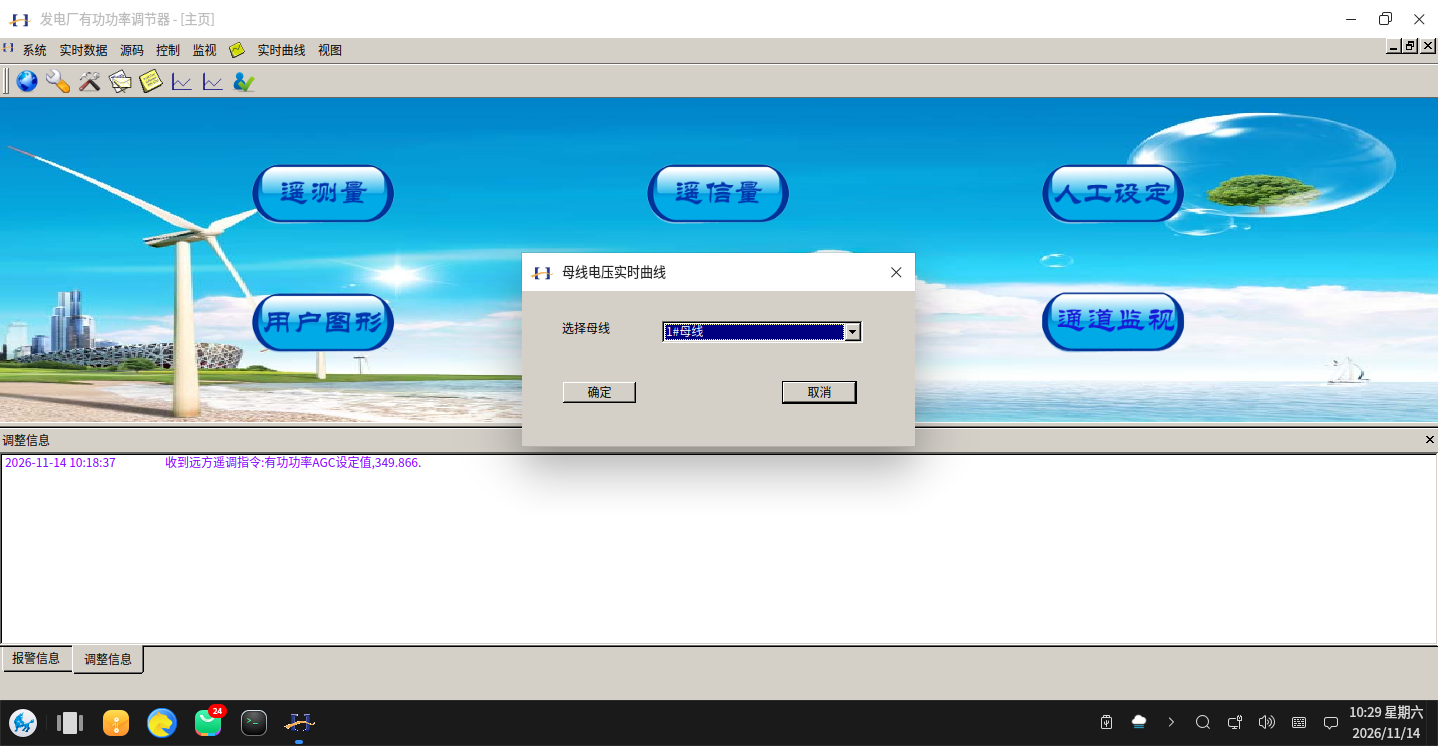 发电厂有功功率调节器 - [主页]
系统 实时数据 源码 控制 监视 实时曲线 视图
遥测量 遥信量 人工设定
母线电压实时曲线
用户图形 通道监视
选择母线 1#母线
确定 取消
调整信息
2026-11-14 10:18:37 收到远方遥调指令:有功功率AGC设定值,349.866.
报警信息 调整信息
24
10:29 星期六
2026/11/14